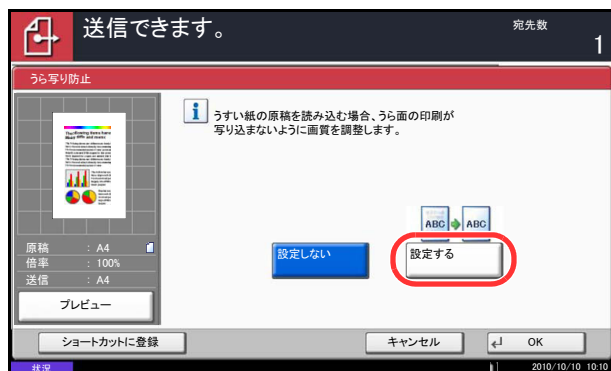 送信できます。
宛先数
1
うら写り防止
うすい紙の原稿を読み込む場合、うら面の印刷が
写り込まないように画質を調整します。
ABC ABC
設定しない
設定する
原稿 : A4
倍率 : 100%
送信 : A4
プレビュー
ショートカットに登録
キャンセル
OK
状況
2010/10/10 10:10